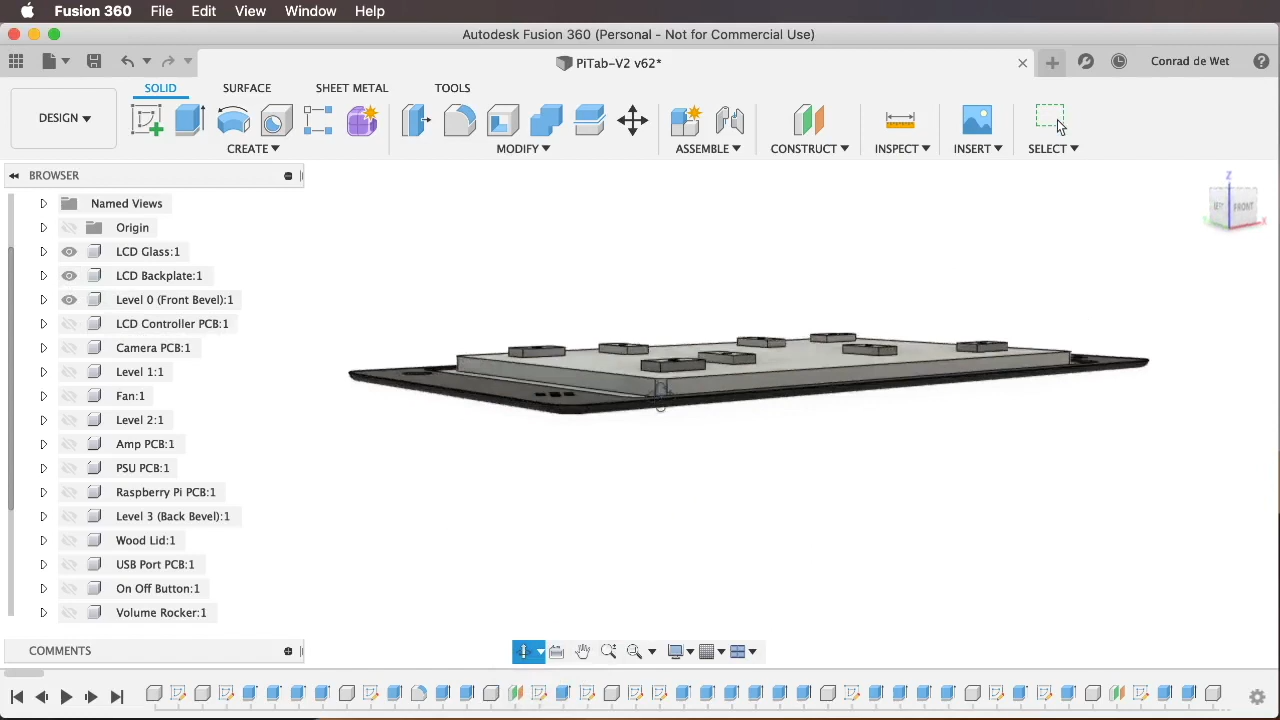 Fusion 360 File Edit View Window Help
Autodesk Fusion 360 (Personal - Not for Commercial Use)
PiTab-V2 v62*
Conrad de Wet
SOLID SURFACE SHEET METAL TOOLS
DESIGN
CREATE MODIFY ASSEMBLE CONSTRUCT INSPECT INSERT SELECT
BROWSER
Named Views
Origin
LCD Glass:1
LCD Backplate:1
Level 0 (Front Bevel):1
LCD Controller PCB:1
Camera PCB:1
Level 1:1
Fan:1
Level 2:1
Amp PCB:1
PSU PCB:1
Raspberry Pi PCB:1
Level 3 (Back Bevel):1
Wood Lid:1
USB Port PCB:1
On Off Button:1
Volume Rocker:1
Z
FRONT
X
COMMENTS